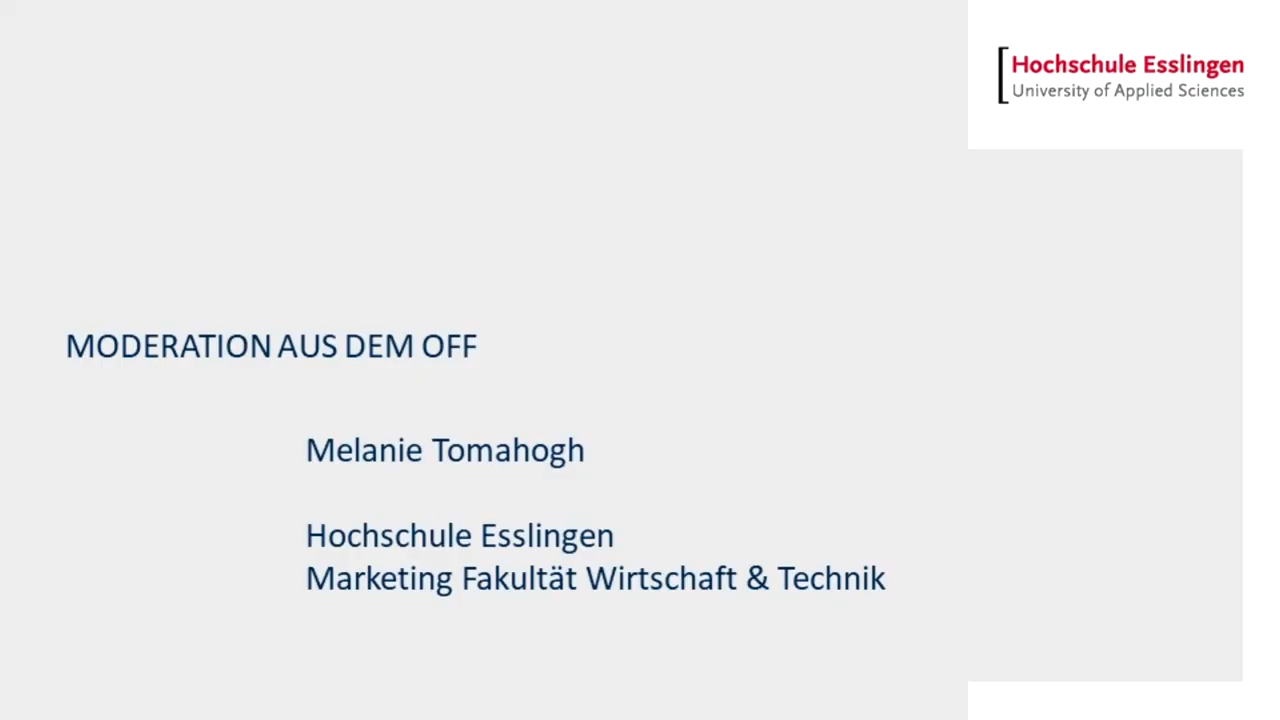 Hochschule Esslingen
University of Applied Sciences
MODERATION AUS DEM OFF
Melanie Tomahogh
Hochschule Esslingen
Marketing Fakultät Wirtschaft & Technik